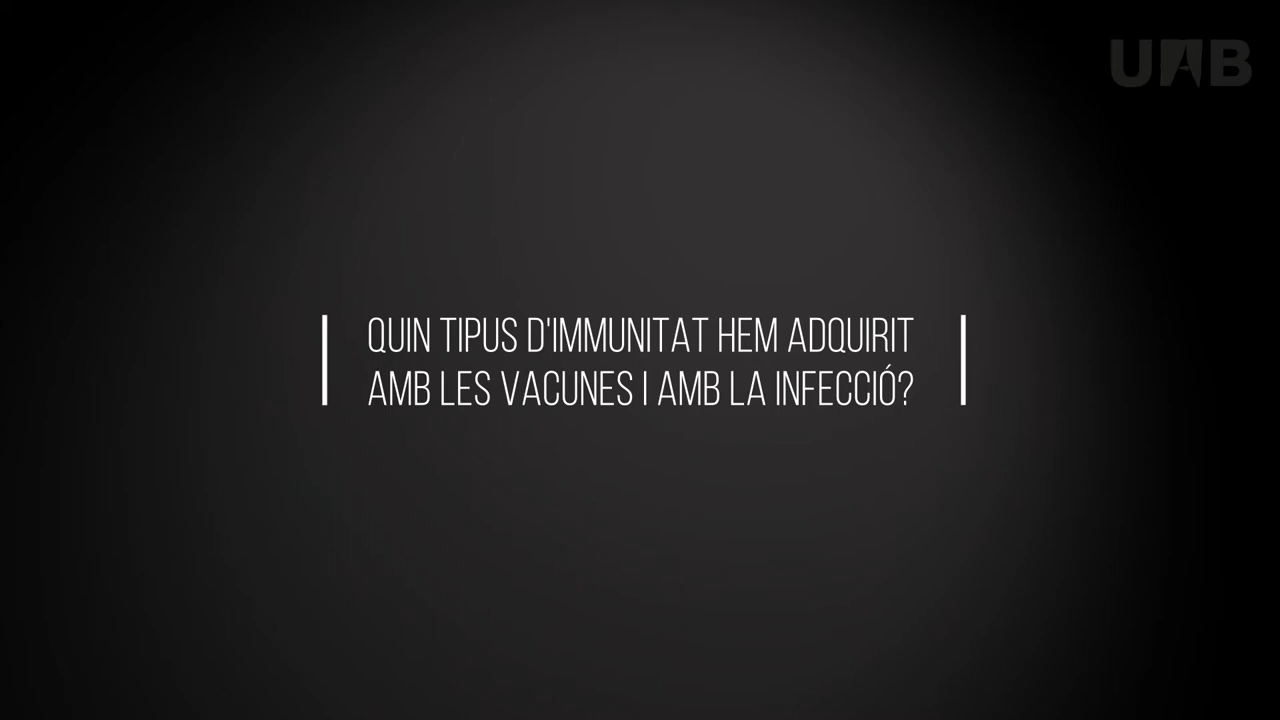 UAB
QUIN TIPUS D'IMMUNITAT HEM ADQUIRIT
AMB LES VACUNES I AMB LA INFECCIÓ?